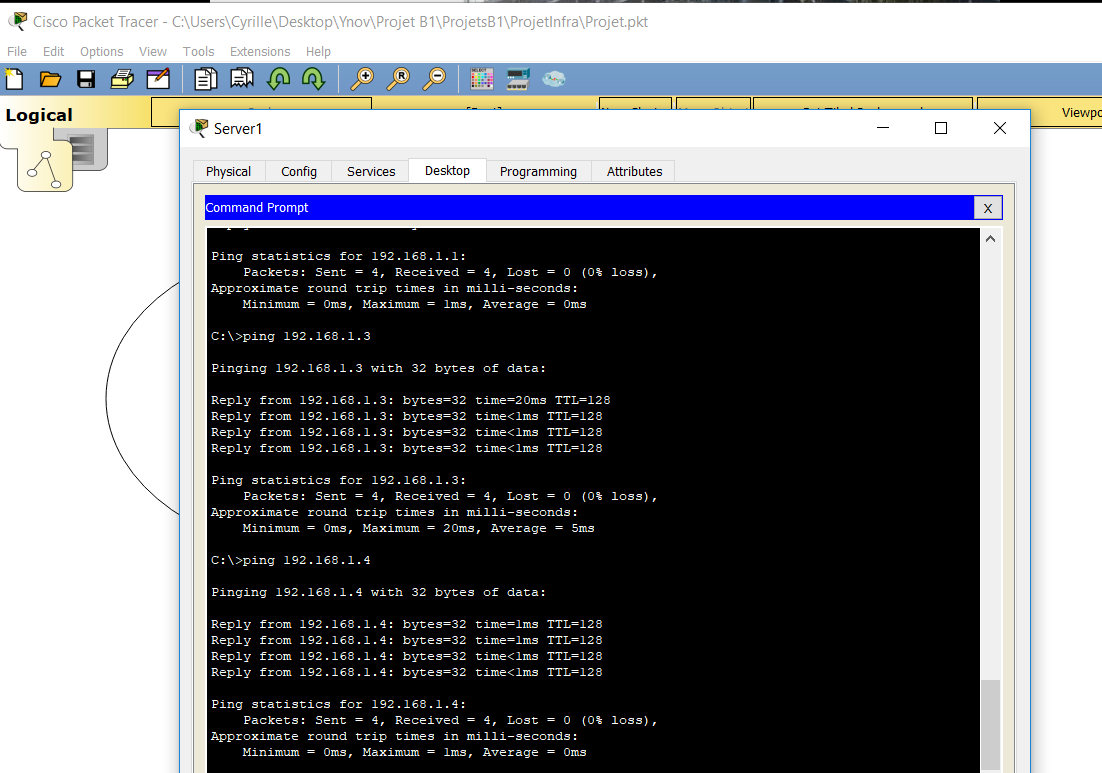 Cisco Packet Tracer - C:\Users\Cyrille\Desktop\Ynov\Projet B1\ProjetsB1\ProjetInfra\Projet.pkt
File Edit Options View Tools Extensions Help
Logical
Viewpo
Server1
Physical Config Services Desktop Programming Attributes
Command Prompt
X
Ping statistics for 192.168.1.1:
Packets: Sent = 4, Received = 4, Lost = 0 (0% loss),
Approximate round trip times in milli-seconds:
Minimum = 0ms, Maximum = 1ms, Average = 0ms
C:\>ping 192.168.1.3
Pinging 192.168.1.3 with 32 bytes of data:
Reply from 192.168.1.3: bytes=32 time=20ms TTL=128
Reply from 192.168.1.3: bytes=32 time<1ms TTL=128
Reply from 192.168.1.3: bytes=32 time<1ms TTL=128
Reply from 192.168.1.3: bytes=32 time<1ms TTL=128
Ping statistics for 192.168.1.3:
Packets: Sent = 4, Received = 4, Lost = 0 (0% loss),
Approximate round trip times in milli-seconds:
Minimum = 0ms, Maximum = 20ms, Average = 5ms
C:\>ping 192.168.1.4
Pinging 192.168.1.4 with 32 bytes of data:
Reply from 192.168.1.4: bytes=32 time=1ms TTL=128
Reply from 192.168.1.4: bytes=32 time=1ms TTL=128
Reply from 192.168.1.4: bytes=32 time<1ms TTL=128
Reply from 192.168.1.4: bytes=32 time<1ms TTL=128
Ping statistics for 192.168.1.4:
Packets: Sent = 4, Received = 4, Lost = 0 (0% loss),
Approximate round trip times in milli-seconds:
Minimum = 0ms, Maximum = 1ms, Average = 0ms